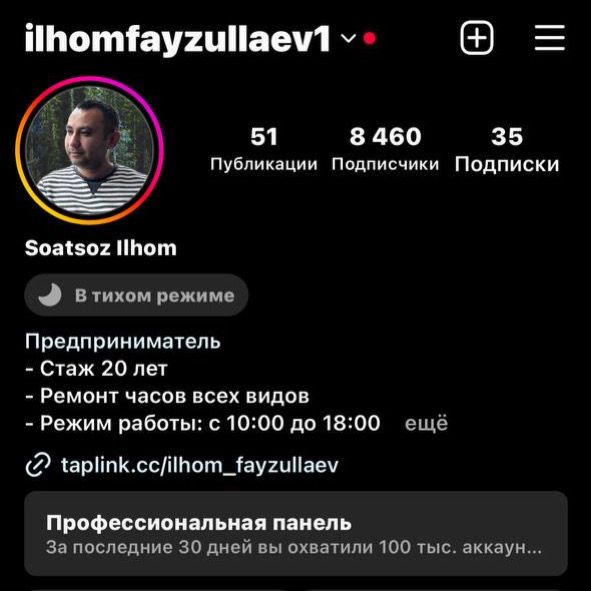 ilhomfayzullaev1
51 8 460 35
Публикации Подписчики Подписки
Soatsoz Ilhom
В тихом режиме
Предприниматель
- Стаж 20 лет
- Ремонт часов всех видов
- Режим работы: с 10:00 до 18:00 ещё
taplink.cc/ilhom_fayzullaev
Профессиональная панель
За последние 30 дней вы охватили 100 тыс. аккаун...